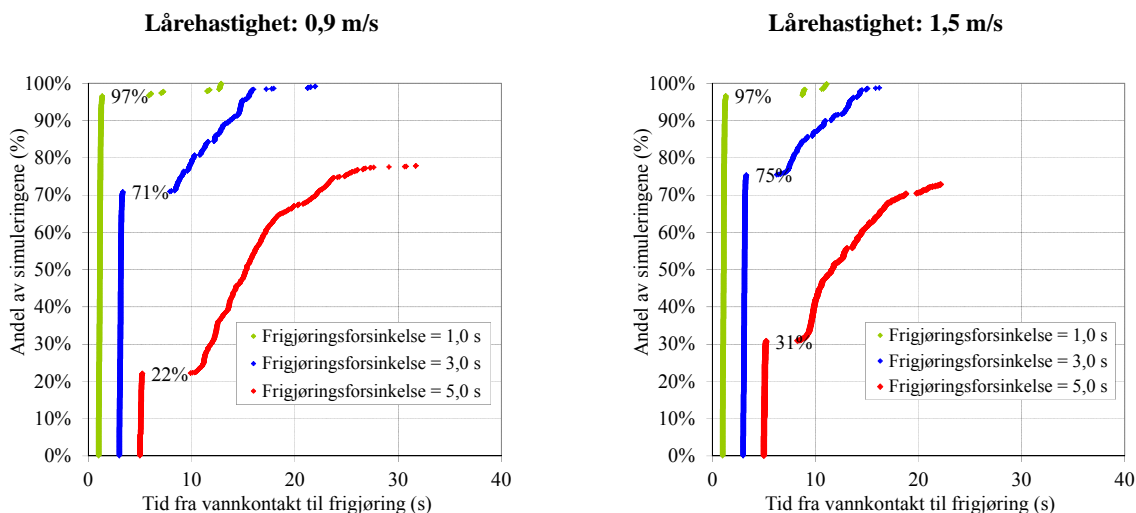 Lårehastighet: 0,9 m/s
Andel av simuleringene (%)
100%
90%
80%
70%
60%
50%
40%
30%
20%
10%
0%
97%
71%
22%
Frigjøringsforsinkelse = 1,0 s
Frigjøringsforsinkelse = 3,0 s
Frigjøringsforsinkelse = 5,0 s
0 10 20 30 40
Tid fra vannkontakt til frigjøring (s)
Lårehastighet: 1,5 m/s
Andel av simuleringene (%)
100%
90%
80%
70%
60%
50%
40%
30%
20%
10%
0%
97%
75%
31%
Frigjøringsforsinkelse = 1,0 s
Frigjøringsforsinkelse = 3,0 s
Frigjøringsforsinkelse = 5,0 s
0 10 20 30 40
Tid fra vannkontakt til frigjøring (s)